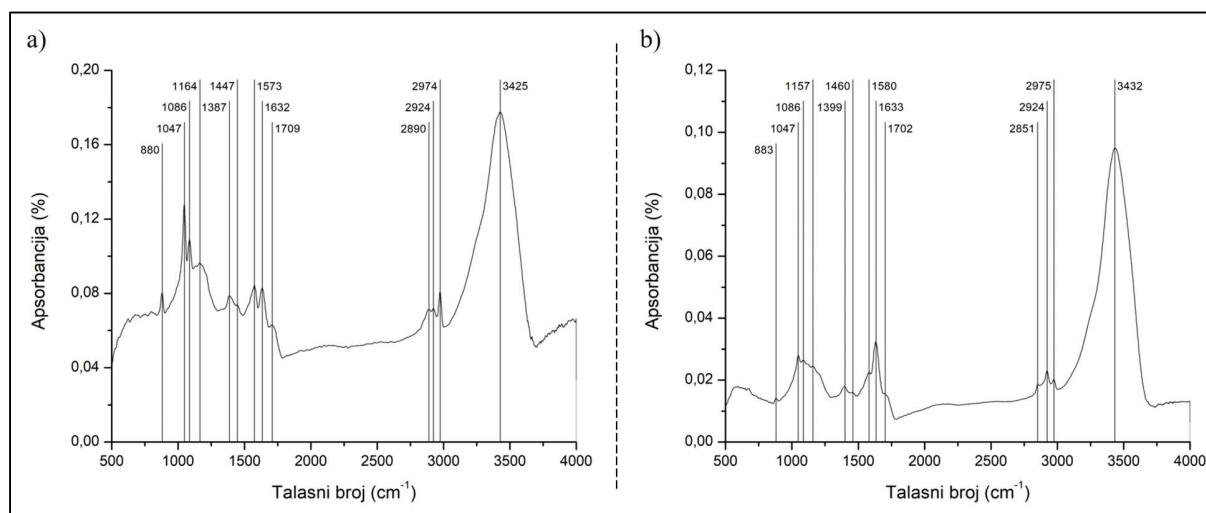 a)
0,20
0,16
0,12
0,08
0,04
0,00
Apsorbancija (%)
1164 1447 1573 2974 3425
1086 1387 1632 2924
1047 1709 2890
880
500 1000 1500 2000 2500 3000 3500 4000
Talasni broj (cm⁻¹)
b)
0,12
0,10
0,08
0,06
0,04
0,02
0,00
Apsorbancija (%)
1157 1460 1580 2975 3432
1086 1399 1633 2924
1047 1702 2851
883
500 1000 1500 2000 2500 3000 3500 4000
Talasni broj (cm⁻¹)